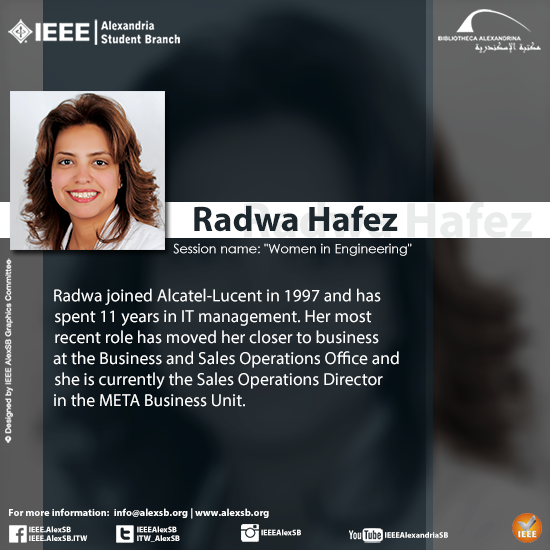 IEEE
Alexandria
Student Branch
BIBLIOTHECA ALEXANDRINA
مكتبة الإسكندرية
Radwa Hafez
Radwa Hafez
Session name: "Women in Engineering"
Radwa joined Alcatel-Lucent in 1997 and has
spent 11 years in IT management. Her most
recent role has moved her closer to business
at the Business and Sales Operations Office and
she is currently the Sales Operations Director
in the META Business Unit.
© Designed by IEEE AlexSB Graphics Committee
For more information: info@alexsb.org | www.alexsb.org
IEEE.AlexSB
IEEE.AlexSB.ITW
IEEEAlexSB
ITW_AlexSB
IEEEAlexSB
YouTube IEEEAlexandriaSB
IEEE